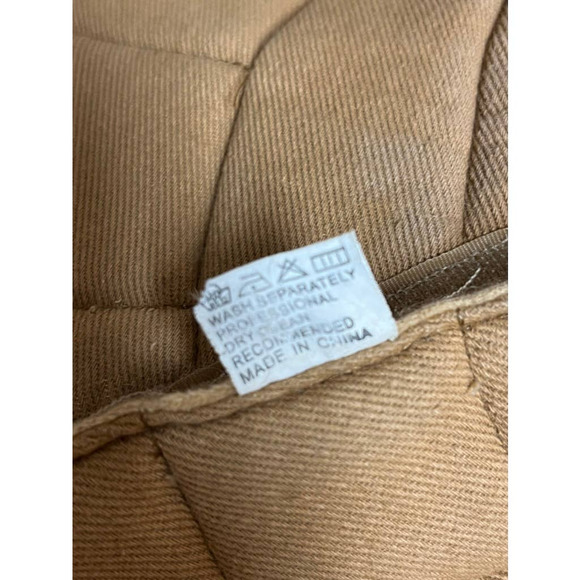 WASH SEPARATELY
PROFESSIONAL
DRY CLEAN
RECOMMENDED
MADE IN CHINA